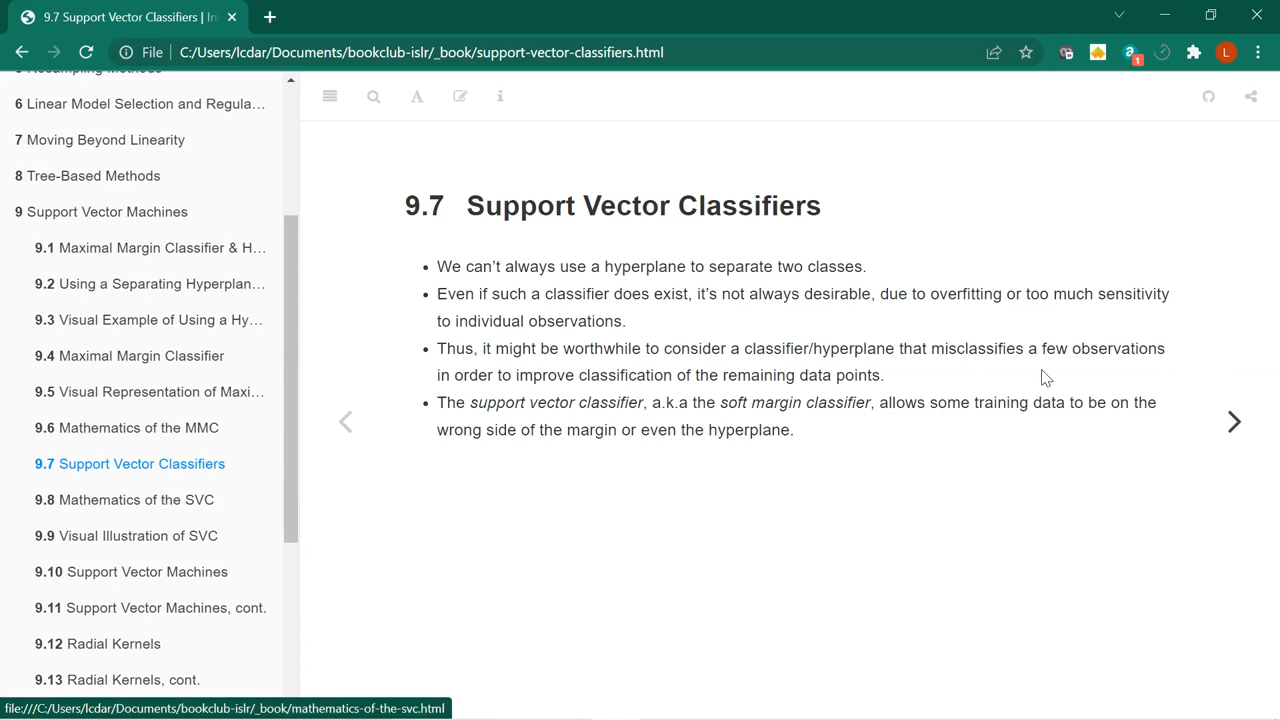 9.7 Support Vector Classifiers | In
File
C:/Users/lcdar/Documents/bookclub-islr/_book/support-vector-classifiers.html
1
L
6 Linear Model Selection and Regula…
7 Moving Beyond Linearity
8 Tree-Based Methods
9 Support Vector Machines
9.1 Maximal Margin Classifier & H…
9.2 Using a Separating Hyperplan…
9.3 Visual Example of Using a Hy…
9.4 Maximal Margin Classifier
9.5 Visual Representation of Maxi…
9.6 Mathematics of the MMC
9.7 Support Vector Classifiers
9.8 Mathematics of the SVC
9.9 Visual Illustration of SVC
9.10 Support Vector Machines
9.11 Support Vector Machines, cont.
9.12 Radial Kernels
9.13 Radial Kernels, cont.
A
9.7 Support Vector Classifiers
• We can’t always use a hyperplane to separate two classes.
• Even if such a classifier does exist, it’s not always desirable, due to overfitting or too much sensitivity
to individual observations.
• Thus, it might be worthwhile to consider a classifier/hyperplane that misclassifies a few observations
in order to improve classification of the remaining data points.
• The support vector classifier, a.k.a the soft margin classifier, allows some training data to be on the
wrong side of the margin or even the hyperplane.
file:///C:/Users/lcdar/Documents/bookclub-islr/_book/mathematics-of-the-svc.html